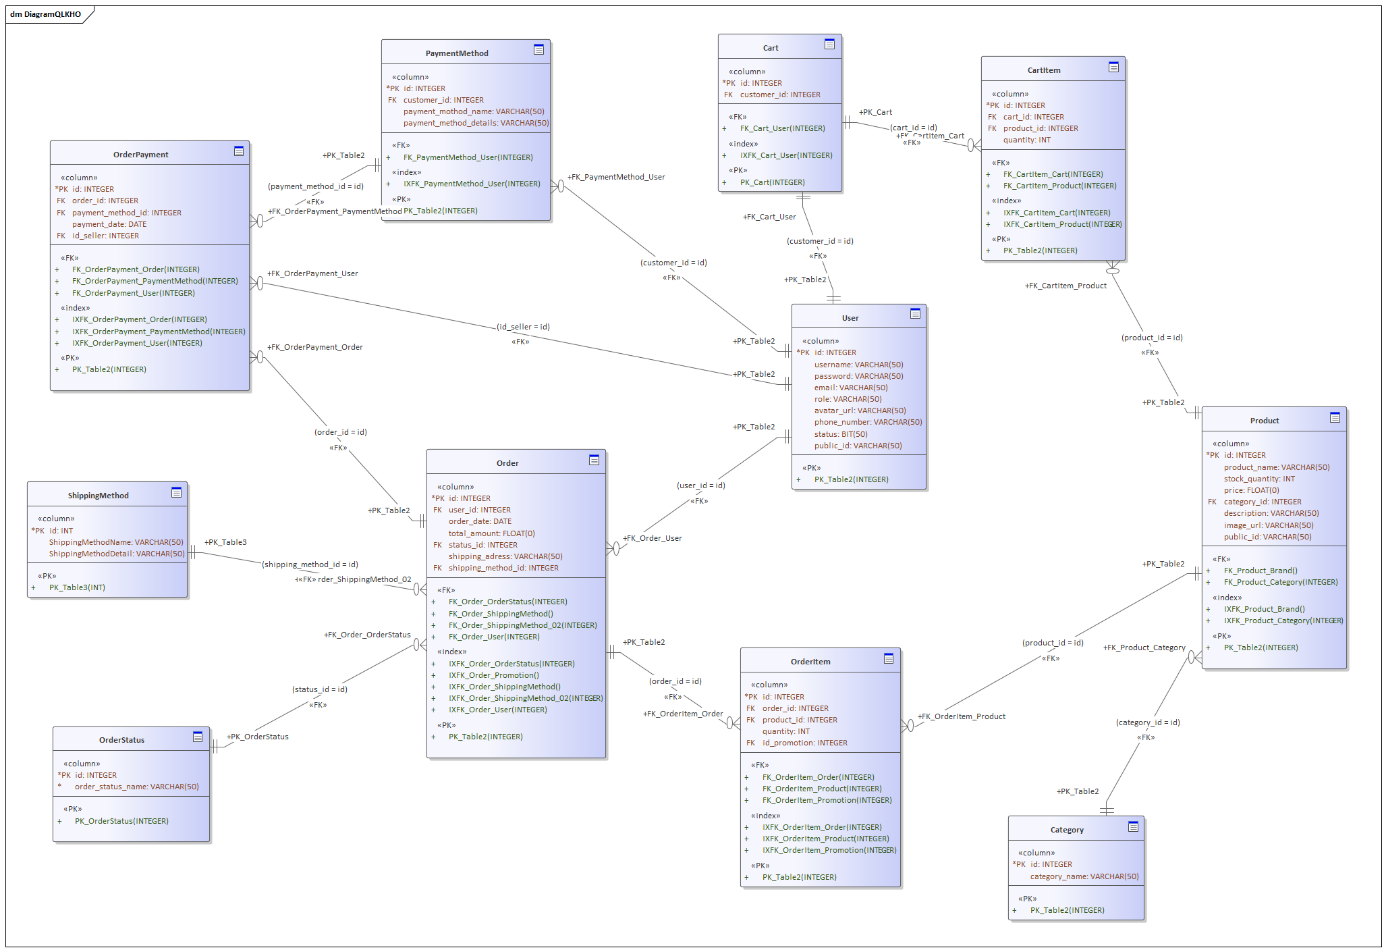 dm DiagramQLKHO
PaymentMethod
«column»
*PK id: INTEGER
FK customer_id: INTEGER
payment_mothod_name: VARCHAR(50)
payment_method_details: VARCHAR(50)
«FK»
+ FK_PaymentMethod_User(INTEGER)
«index»
+ IXFK_PaymentMethod_User(INTEGER)
«PK»
PK_Table2(INTEGER)
Cart
«column»
*PK id: INTEGER
FK customer_id: INTEGER
«FK»
+ FK_Cart_User(INTEGER)
«index»
+ IXFK_Cart_User(INTEGER)
«PK»
+ PK_Cart(INTEGER)
CartItem
«column»
*PK id: INTEGER
FK cart_id: INTEGER
FK product_id: INTEGER
quantity: INT
«FK»
+ FK_CartItem_Cart(INTEGER)
+ FK_CartItem_Product(INTEGER)
«index»
+ IXFK_CartItem_Cart(INTEGER)
+ IXFK_CartItem_Product(INTEGER)
«PK»
+ PK_Table2(INTEGER)
+PK_Cart
(cart_id = id)
+FK_CartItem_Cart
«FK»
OrderPayment
«column»
*PK id: INTEGER
FK order_id: INTEGER
FK payment_method_id: INTEGER
payment_date: DATE
FK id_seller: INTEGER
«FK»
+ FK_OrderPayment_Order(INTEGER)
+ FK_OrderPayment_PaymentMethod(INTEGER)
+ FK_OrderPayment_User(INTEGER)
«index»
+ IXFK_OrderPayment_Order(INTEGER)
+ IXFK_OrderPayment_PaymentMethod(INTEGER)
+ IXFK_OrderPayment_User(INTEGER)
«PK»
+ PK_Table2(INTEGER)
+PK_Table2
(payment_method_id = id)
«FK»
+FK_OrderPayment_PaymentMethod
+FK_PaymentMethod_User
(customer_id = id)
«FK»
+PK_Table2
+FK_Cart_User
(customer_id = id)
«FK»
+PK_Table2
+FK_OrderPayment_User
(id_seller = id)
«FK»
+PK_Table2
+FK_CartItem_Product
(product_id = id)
«FK»
+PK_Table2
+FK_OrderPayment_Order
(order_id = id)
«FK»
+PK_Table2
User
«column»
*PK id: INTEGER
username: VARCHAR(50)
password: VARCHAR(50)
email: VARCHAR(50)
role: VARCHAR(50)
avatar_url: VARCHAR(50)
phone_number: VARCHAR(50)
status: BIT(50)
public_id: VARCHAR(50)
«PK»
+ PK_Table2(INTEGER)
+PK_Table2
(user_id = id)
«FK»
+FK_Order_User
Product
«column»
*PK id: INTEGER
product_name: VARCHAR(50)
stock_quantity: INT
price: FLOAT(0)
FK category_id: INTEGER
description: VARCHAR(50)
image_url: VARCHAR(50)
public_id: VARCHAR(50)
«FK»
+ FK_Product_Brand()
+ FK_Product_Category(INTEGER)
«index»
+ IXFK_Product_Brand()
+ IXFK_Product_Category(INTEGER)
«PK»
+ PK_Table2(INTEGER)
Order
«column»
*PK id: INTEGER
FK user_id: INTEGER
order_date: DATE
total_amount: FLOAT(0)
FK status_id: INTEGER
shipping_adress: VARCHAR(50)
FK shipping_method_id: INTEGER
«FK»
+ FK_Order_OrderStatus(INTEGER)
+ FK_Order_ShippingMethod()
+ FK_Order_ShippingMethod_02(INTEGER)
+ FK_Order_User(INTEGER)
«index»
+ IXFK_Order_OrderStatus(INTEGER)
+ IXFK_Order_Promotion()
+ IXFK_Order_ShippingMethod()
+ IXFK_Order_ShippingMethod_02(INTEGER)
+ IXFK_Order_User(INTEGER)
«PK»
+ PK_Table2(INTEGER)
ShippingMethod
«column»
*PK Id: INT
ShippingMethodName: VARCHAR(50)
ShippingMethodDetail: VARCHAR(50)
«PK»
+ PK_Table3(INT)
+PK_Table3
(shipping_method_id = id)
«FK» rder_ShippingMethod_02
+FK_Order_OrderStatus
(status_id = id)
«FK»
+PK_OrderStatus
OrderStatus
«column»
*PK id: INTEGER
* order_status_name: VARCHAR(50)
«PK»
+ PK_OrderStatus(INTEGER)
+PK_Table2
(order_id = id)
«FK»
+FK_OrderItem_Order
OrderItem
«column»
*PK id: INTEGER
FK order_id: INTEGER
FK product_id: INTEGER
quantity: INT
FK id_promotion: INTEGER
«FK»
+ FK_OrderItem_Order(INTEGER)
+ FK_OrderItem_Product(INTEGER)
+ FK_OrderItem_Promotion(INTEGER)
«index»
+ IXFK_OrderItem_Order(INTEGER)
+ IXFK_OrderItem_Product(INTEGER)
+ IXFK_OrderItem_Promotion(INTEGER)
«PK»
+ PK_Table2(INTEGER)
+PK_Table2
(product_id = id)
«FK»
+FK_OrderItem_Product
+FK_Product_Category
(category_id = id)
«FK»
+PK_Table2
Category
«column»
*PK id: INTEGER
category_name: VARCHAR(50)
«PK»
+ PK_Table2(INTEGER)